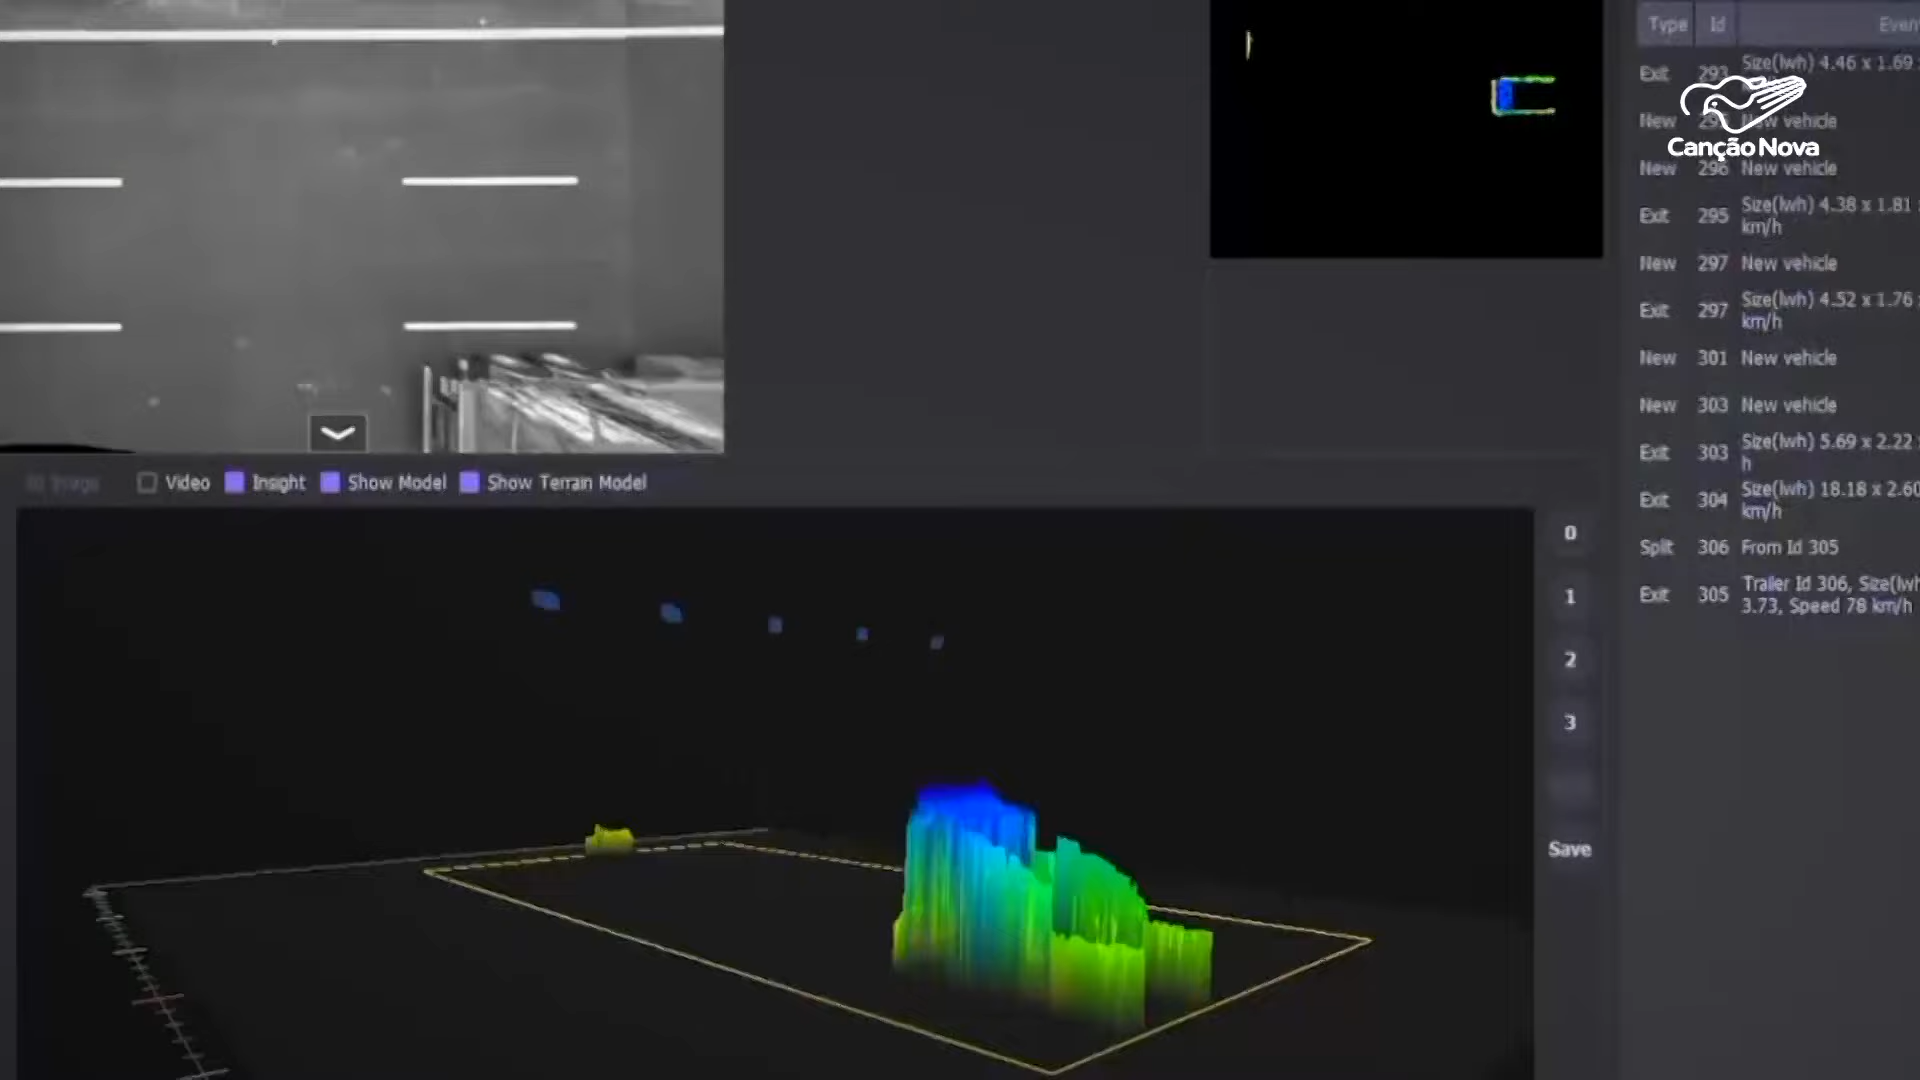 Type Id
Exit 293 Size(lwh) 4.46 x 1.69
Canção Nova
New 295 New vehicle
New 296 New vehicle
Exit 295 Size(lwh) 4.38 x 1.81
km/h
New 297 New vehicle
Exit 297 Size(lwh) 4.52 x 1.76
km/h
New 301 New vehicle
New 303 New vehicle
Exit 303 Size(lwh) 5.69 x 2.22
h
Exit 304 Size(lwh) 18.18 x 2.60
km/h
Split 306 From Id 305
Exit 305 Trailer Id 306, Size(lwh
3.73, Speed 78 km/h
Video Insight Show Model Show Terrain Model
0
1
2
3
Save